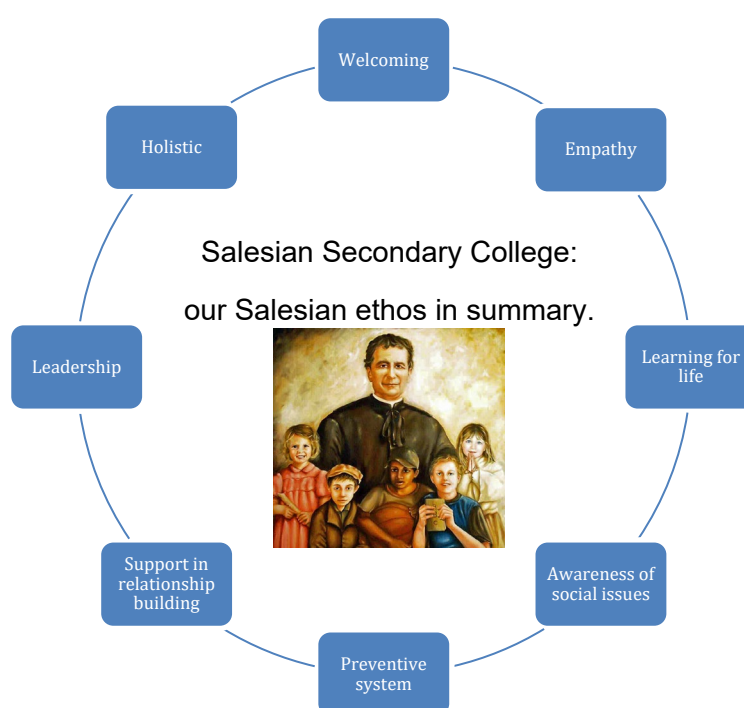 Welcoming
Empathy
Holistic
Salesian Secondary College:
our Salesian ethos in summary.
Leadership
Learning for
life
Support in
relationship
building
Awareness of
social issues
Preventive
system